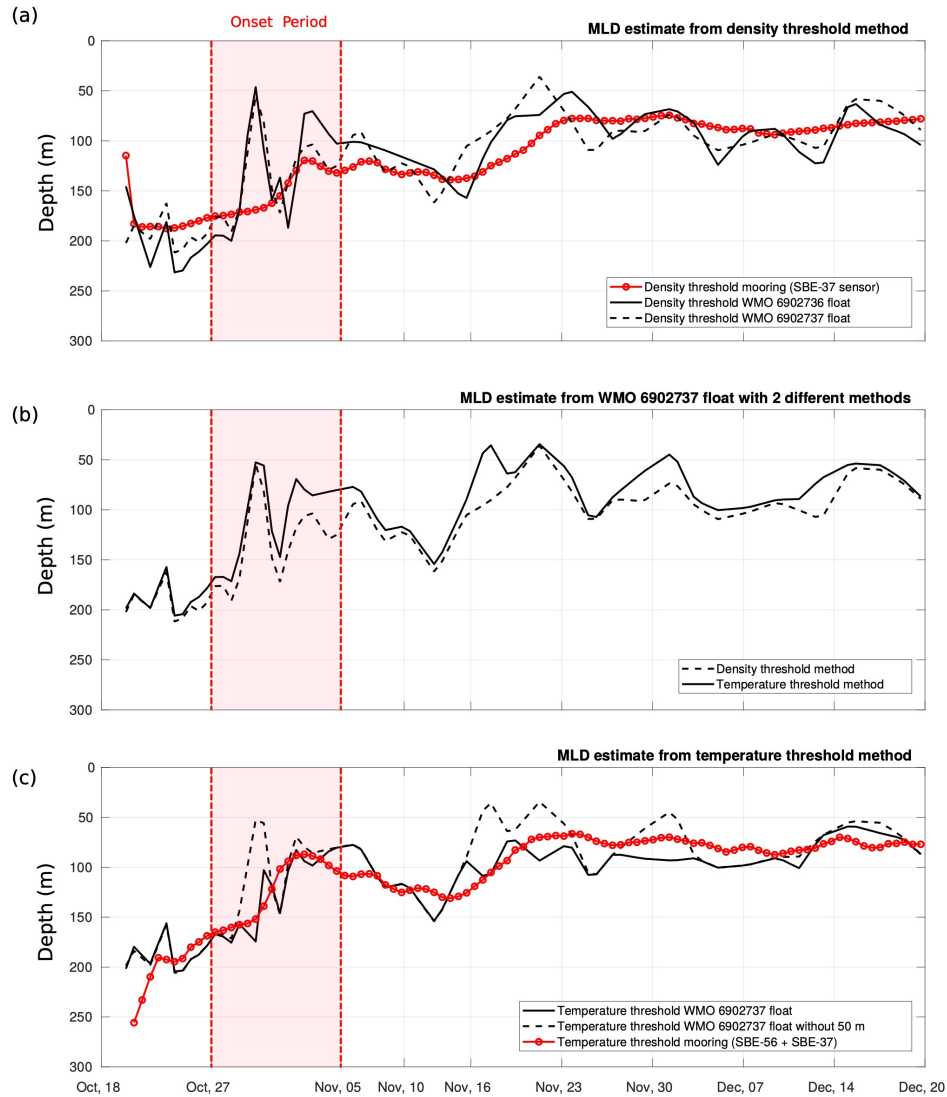 (a)
Onset Period
MLD estimate from density threshold method
0
50
100
150
200
250
300
Depth (m)
Density threshold mooring (SBE-37 sensor)
Density threshold WMO 6902736 float
Density threshold WMO 6902737 float
(b)
MLD estimate from WMO 6902737 float with 2 different methods
0
50
100
150
200
250
300
Depth (m)
Density threshold method
Temperature threshold method
(c)
MLD estimate from temperature threshold method
0
50
100
150
200
250
300
Depth (m)
Temperature threshold WMO 6902737 float
Temperature threshold WMO 6902737 float without 50 m
Temperature threshold mooring (SBE-56 + SBE-37)
Oct, 18 Oct, 27 Nov, 05 Nov, 10 Nov, 16 Nov, 23 Nov, 30 Dec, 07 Dec, 14 Dec, 20